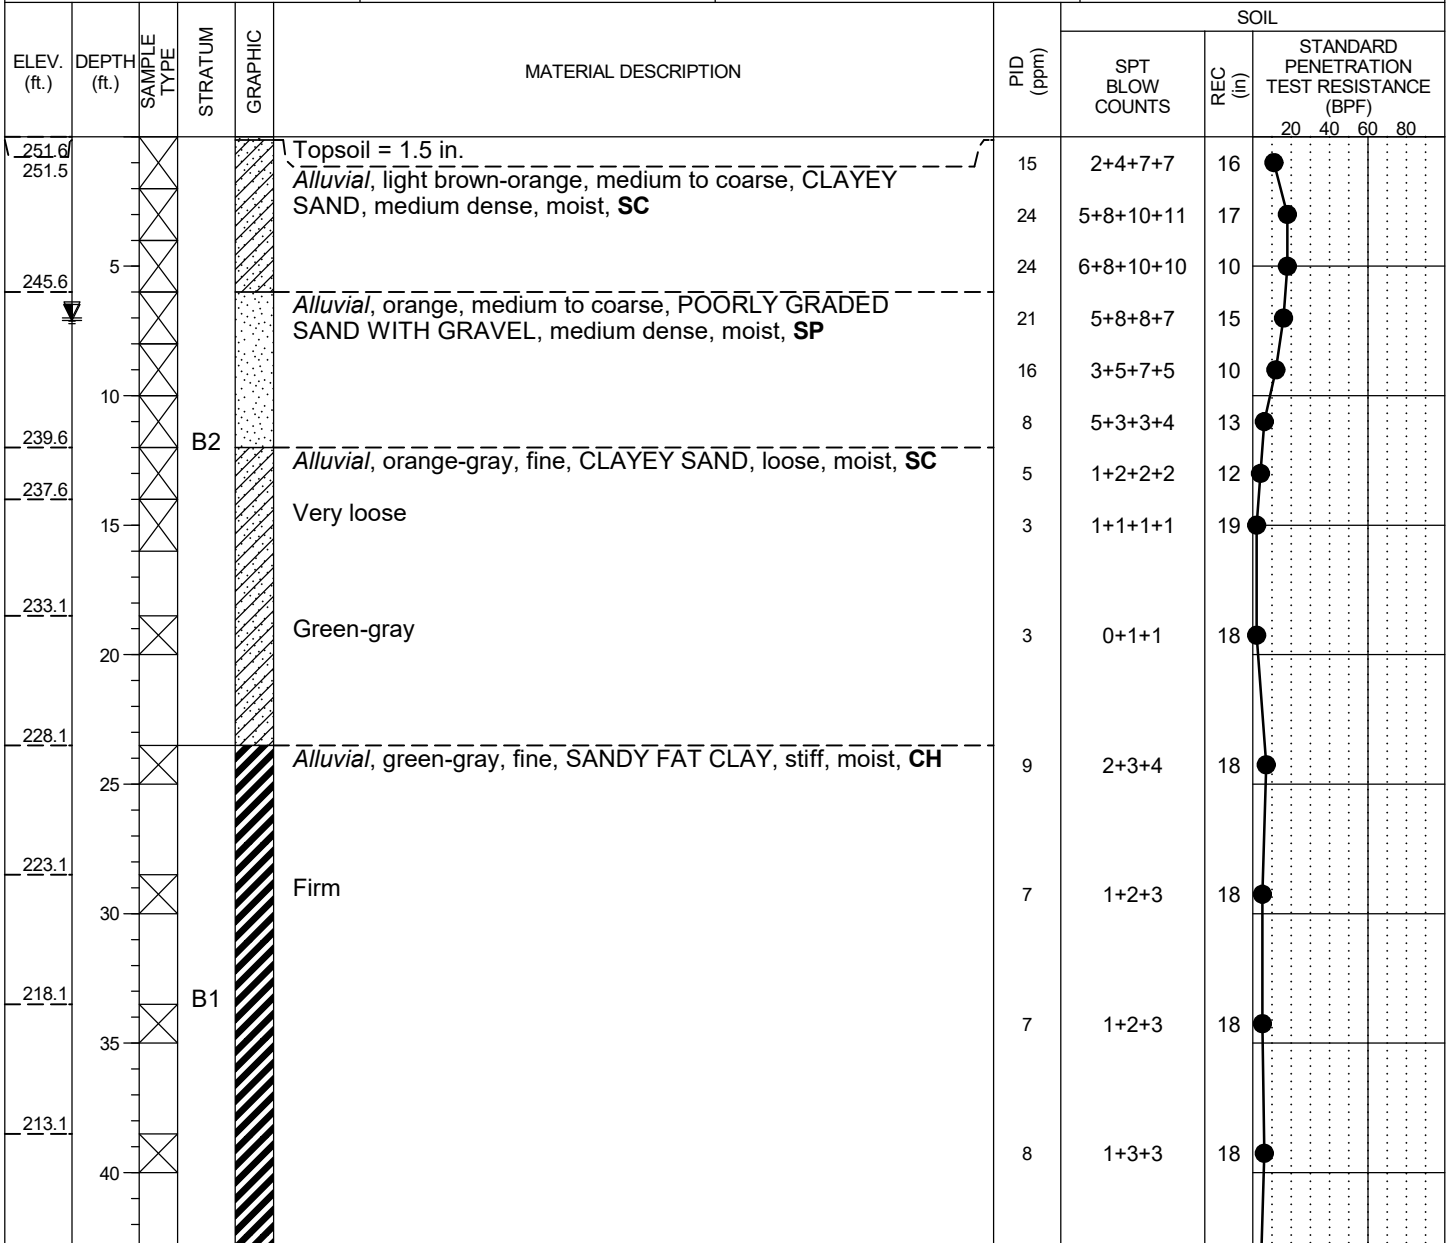 SOIL
ELEV. (ft.)
DEPTH (ft.)
SAMPLE TYPE
STRATUM
GRAPHIC
MATERIAL DESCRIPTION
PID (ppm)
SPT BLOW COUNTS
REC (in)
STANDARD PENETRATION TEST RESISTANCE (BPF)
20 40 60 80
251.6 Topsoil = 1.5 in.
251.5 15 2+4+7+7 16
Alluvial, light brown-orange, medium to coarse, CLAYEY
SAND, medium dense, moist, SC
24 5+8+10+11 17
5 24 6+8+10+10 10
245.6
Alluvial, orange, medium to coarse, POORLY GRADED
SAND WITH GRAVEL, medium dense, moist, SP
21 5+8+8+7 15
16 3+5+7+5 10
10
8 5+3+3+4 13
239.6 B2
Alluvial, orange-gray, fine, CLAYEY SAND, loose, moist, SC
5 1+2+2+2 12
237.6
Very loose
15 3 1+1+1+1 19
233.1
Green-gray 3 0+1+1 18
20
228.1
Alluvial, green-gray, fine, SANDY FAT CLAY, stiff, moist, CH
9 2+3+4 18
25
223.1
Firm 7 1+2+3 18
30
218.1 B1
7 1+2+3 18
35
213.1
8 1+3+3 18
40